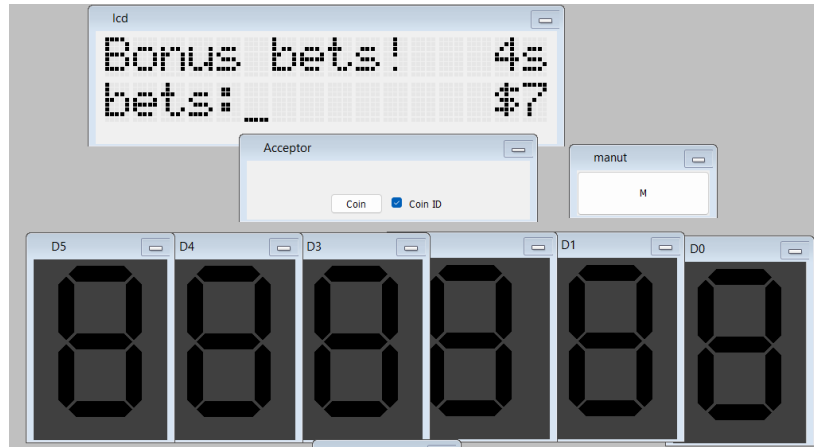 lcd
Bonus bets! 4s
bets:_ $7
Acceptor
manut
Coin Coin ID
M
D5 D4 D3 D1 D0